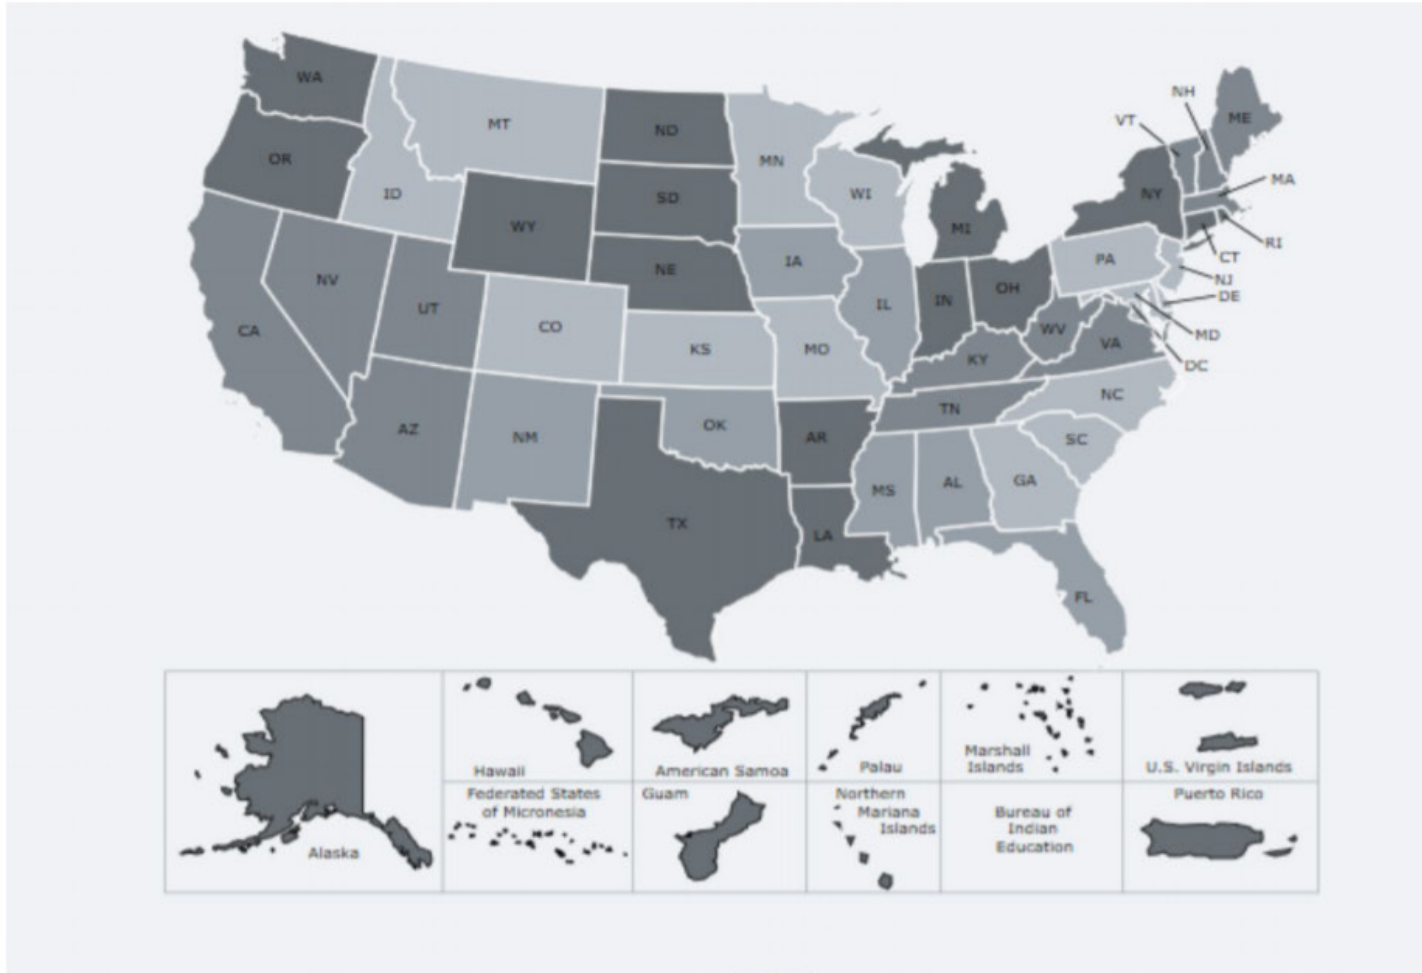 WA
OR
CA
NV
ID
MT
WY
UT
AZ
CO
NM
ND
SD
NE
KS
OK
TX
MN
IA
MO
AR
LA
WI
IL
MI
IN
OH
KY
TN
MS
AL
GA
FL
SC
NC
VA
WV
PA
NY
VT
NH
ME
MA
RI
CT
NJ
DE
MD
DC
Alaska
Hawaii
American Samoa
Palau
Marshall
Islands
U.S. Virgin Islands
Federated States
of Micronesia
Guam
Northern
Mariana
Islands
Bureau of
Indian
Education
Puerto Rico